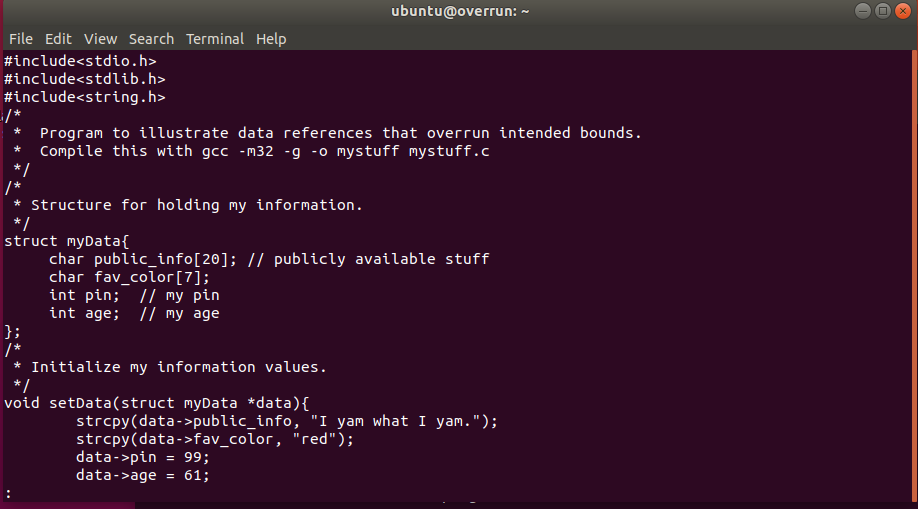 ubuntu@overrun: ~
File Edit View Search Terminal Help
#include<stdio.h>
#include<stdlib.h>
#include<string.h>
/*
 *  Program to illustrate data references that overrun intended bounds.
 *  Compile this with gcc -m32 -g -o mystuff mystuff.c
 */
/*
 * Structure for holding my information.
 */
struct myData{
     char public_info[20]; // publicly available stuff
     char fav_color[7];
     int pin;  // my pin
     int age;  // my age
};
/*
 * Initialize my information values.
 */
void setData(struct myData *data){
        strcpy(data->public_info, "I yam what I yam.");
        strcpy(data->fav_color, "red");
        data->pin = 99;
        data->age = 61;
: